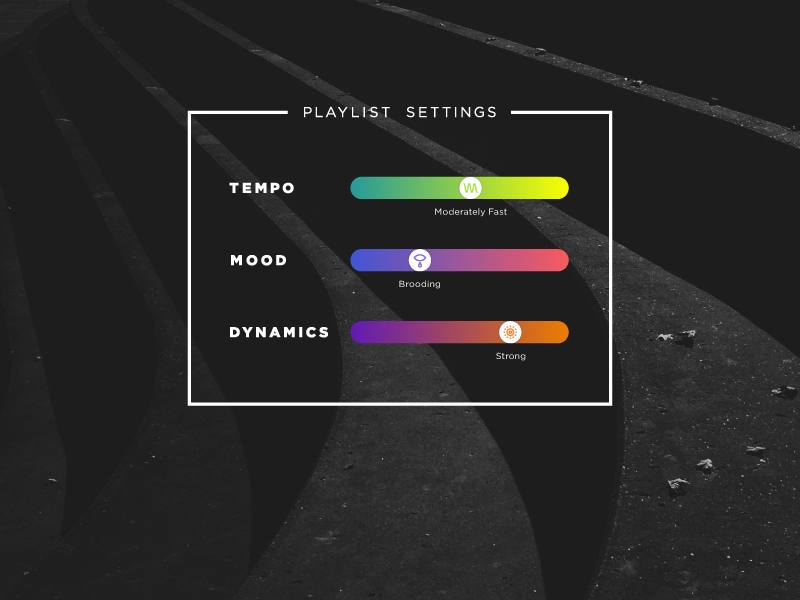 PLAYLIST SETTINGS
TEMPO
Moderately Fast
MOOD
Brooding
DYNAMICS
Strong